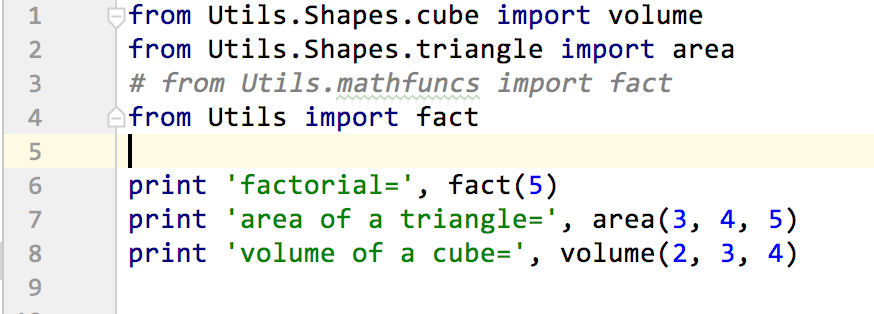 1 from Utils.Shapes.cube import volume
2 from Utils.Shapes.triangle import area
3 # from Utils.mathfuncs import fact
4 from Utils import fact
5
6 print 'factorial=', fact(5)
7 print 'area of a triangle=', area(3, 4, 5)
8 print 'volume of a cube=', volume(2, 3, 4)
9